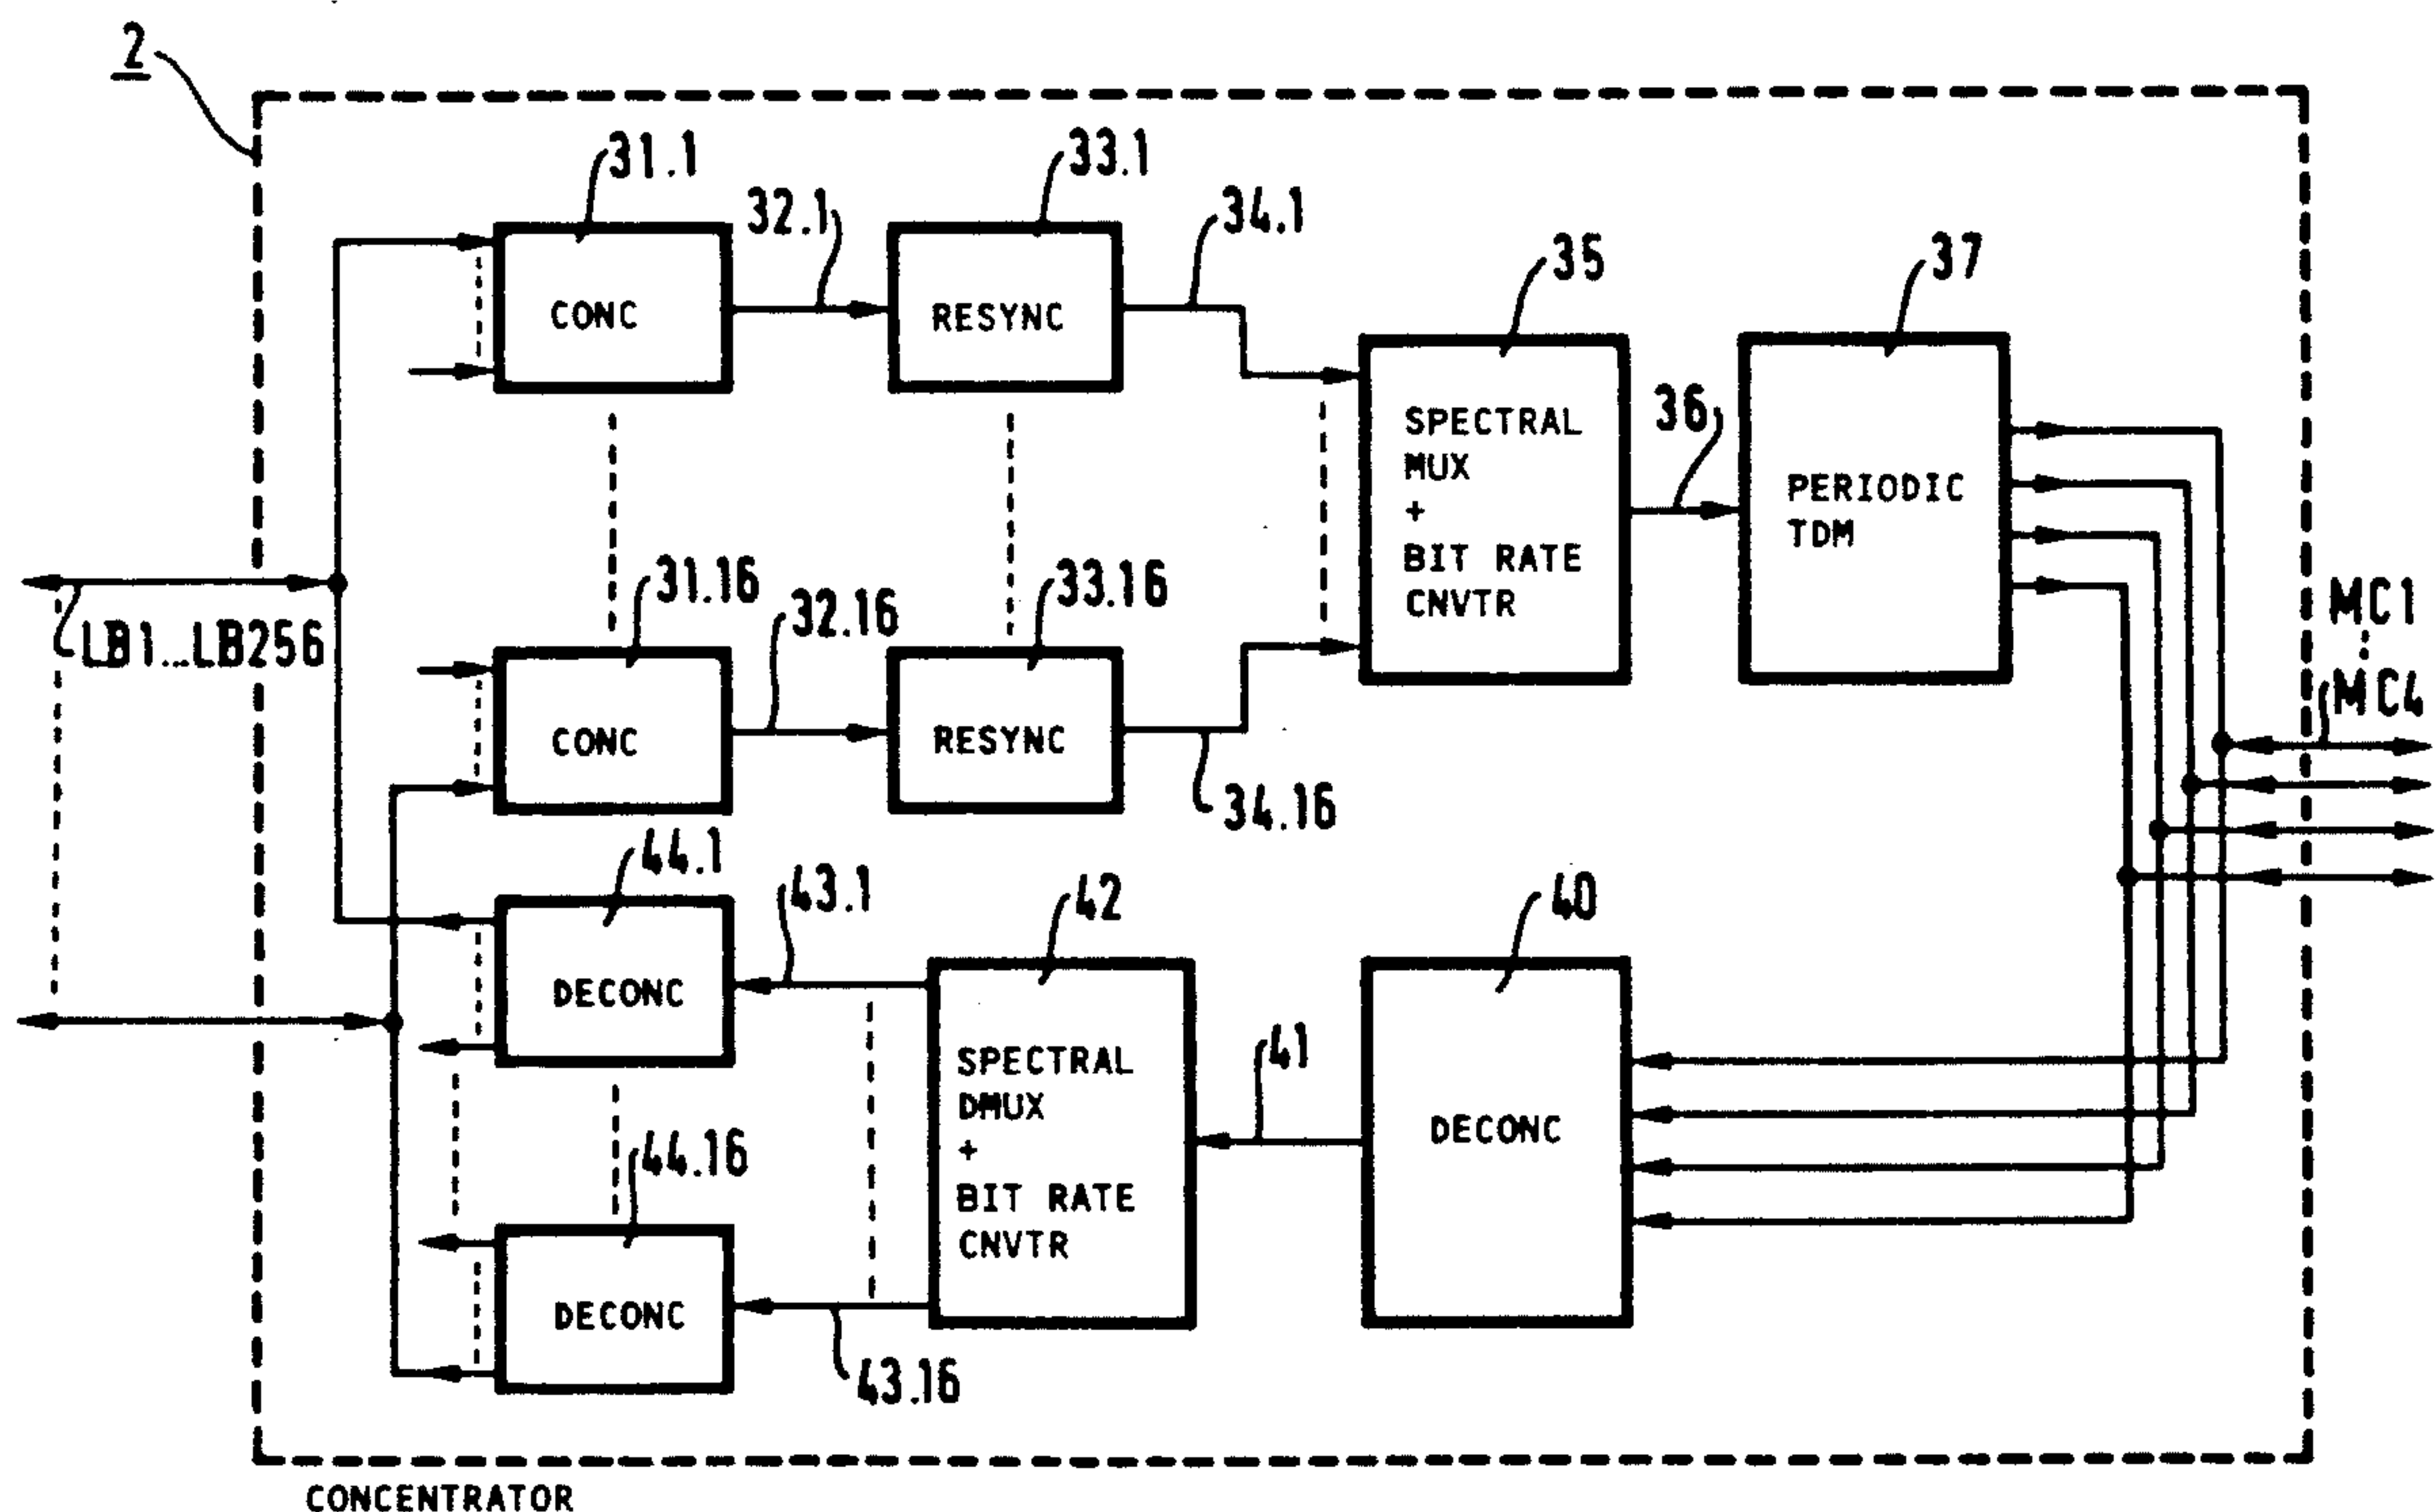 2
31.1
33.1
32.1
34.1
35
37
CONC
RESYNC
SPECTRAL
MUX
+
BIT RATE
CNVTR
36
PERIODIC
TDM
31.16
33.16
32.16
LB1...LB256
MC1
MC4
CONC
RESYNC
34.16
44.1
43.1
42
40
DECONC
SPECTRAL
DMUX
+
BIT RATE
CNVTR
41
DECONC
44.16
DECONC
43.16
CONCENTRATOR